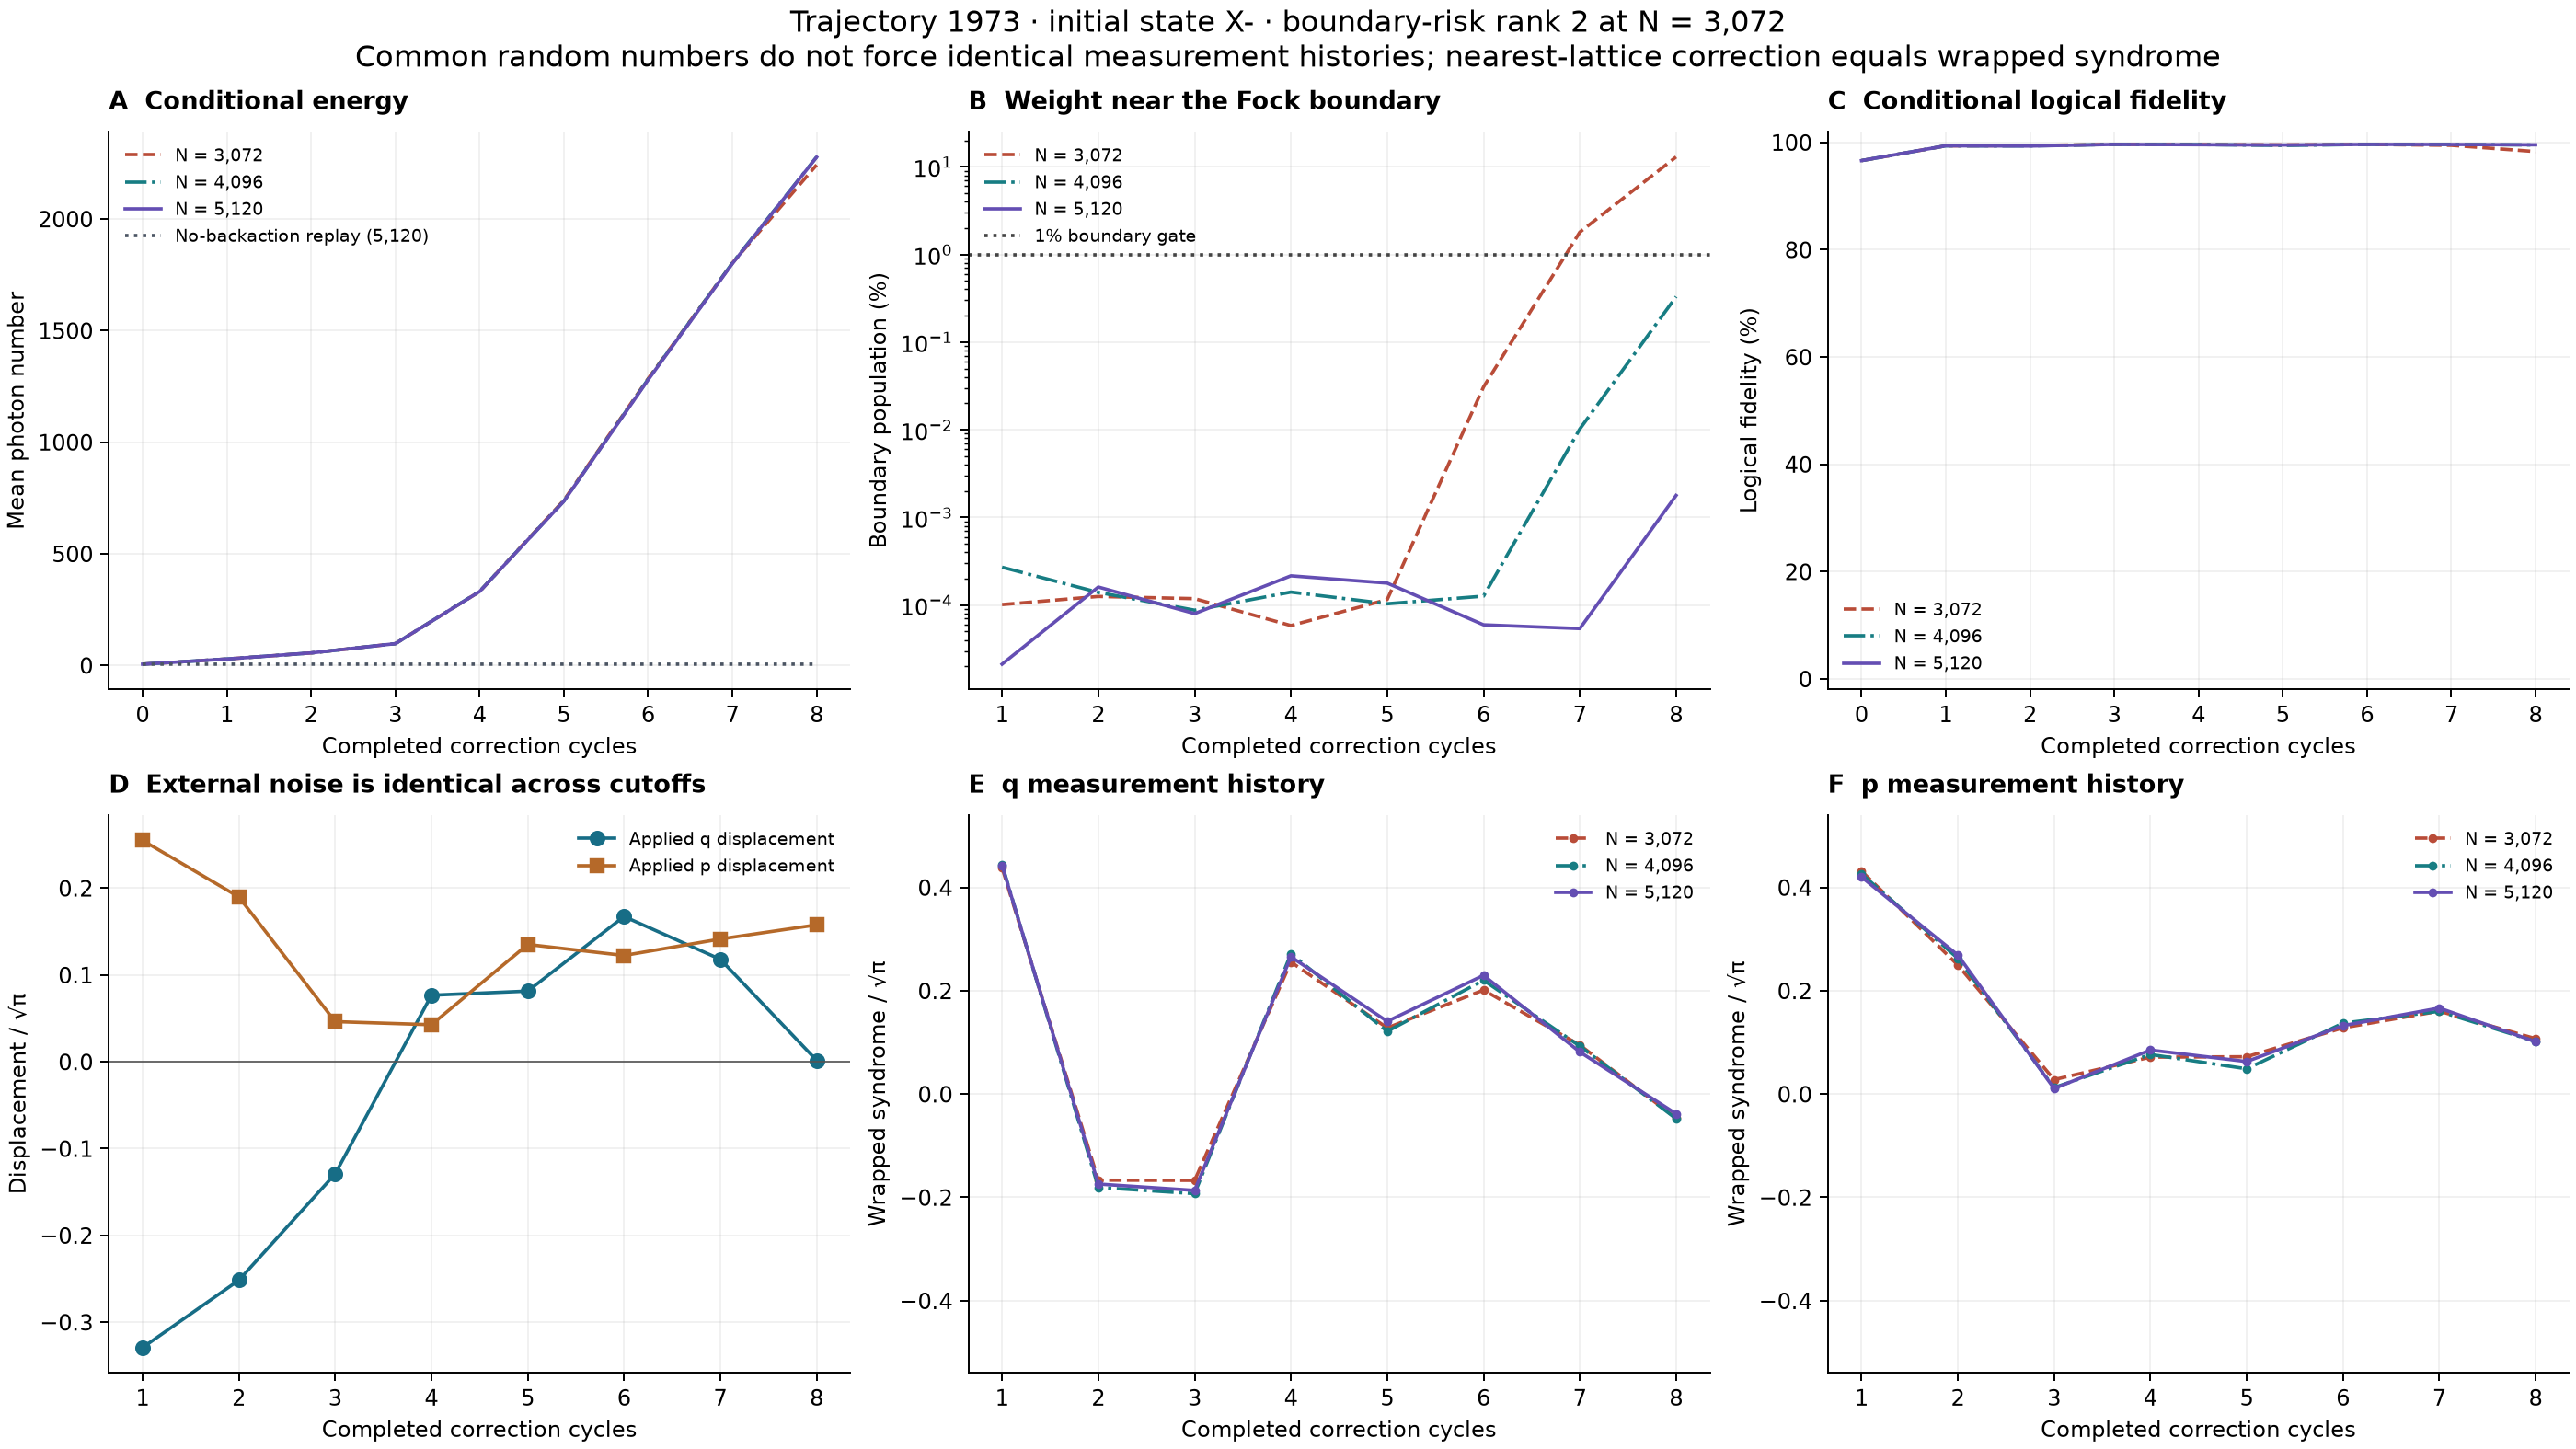 Trajectory 1973 · initial state X- · boundary-risk rank 2 at N = 3,072
Common random numbers do not force identical measurement histories; nearest-lattice correction equals wrapped syndrome
A Conditional energy
N = 3,072
N = 4,096
N = 5,120
No-backaction replay (5,120)
Mean photon number
2000
1500
1000
500
0
0 1 2 3 4 5 6 7 8
Completed correction cycles
B Weight near the Fock boundary
N = 3,072
N = 4,096
N = 5,120
1% boundary gate
Boundary population (%)
10¹
10⁰
10⁻¹
10⁻²
10⁻³
10⁻⁴
1 2 3 4 5 6 7 8
Completed correction cycles
C Conditional logical fidelity
Logical fidelity (%)
100
80
60
40
20
0
N = 3,072
N = 4,096
N = 5,120
0 1 2 3 4 5 6 7 8
Completed correction cycles
D External noise is identical across cutoffs
Applied q displacement
Applied p displacement
Displacement / √π
0.2
0.1
0.0
−0.1
−0.2
−0.3
1 2 3 4 5 6 7 8
Completed correction cycles
E q measurement history
N = 3,072
N = 4,096
N = 5,120
Wrapped syndrome / √π
0.4
0.2
0.0
−0.2
−0.4
1 2 3 4 5 6 7 8
Completed correction cycles
F p measurement history
N = 3,072
N = 4,096
N = 5,120
Wrapped syndrome / √π
0.4
0.2
0.0
−0.2
−0.4
1 2 3 4 5 6 7 8
Completed correction cycles